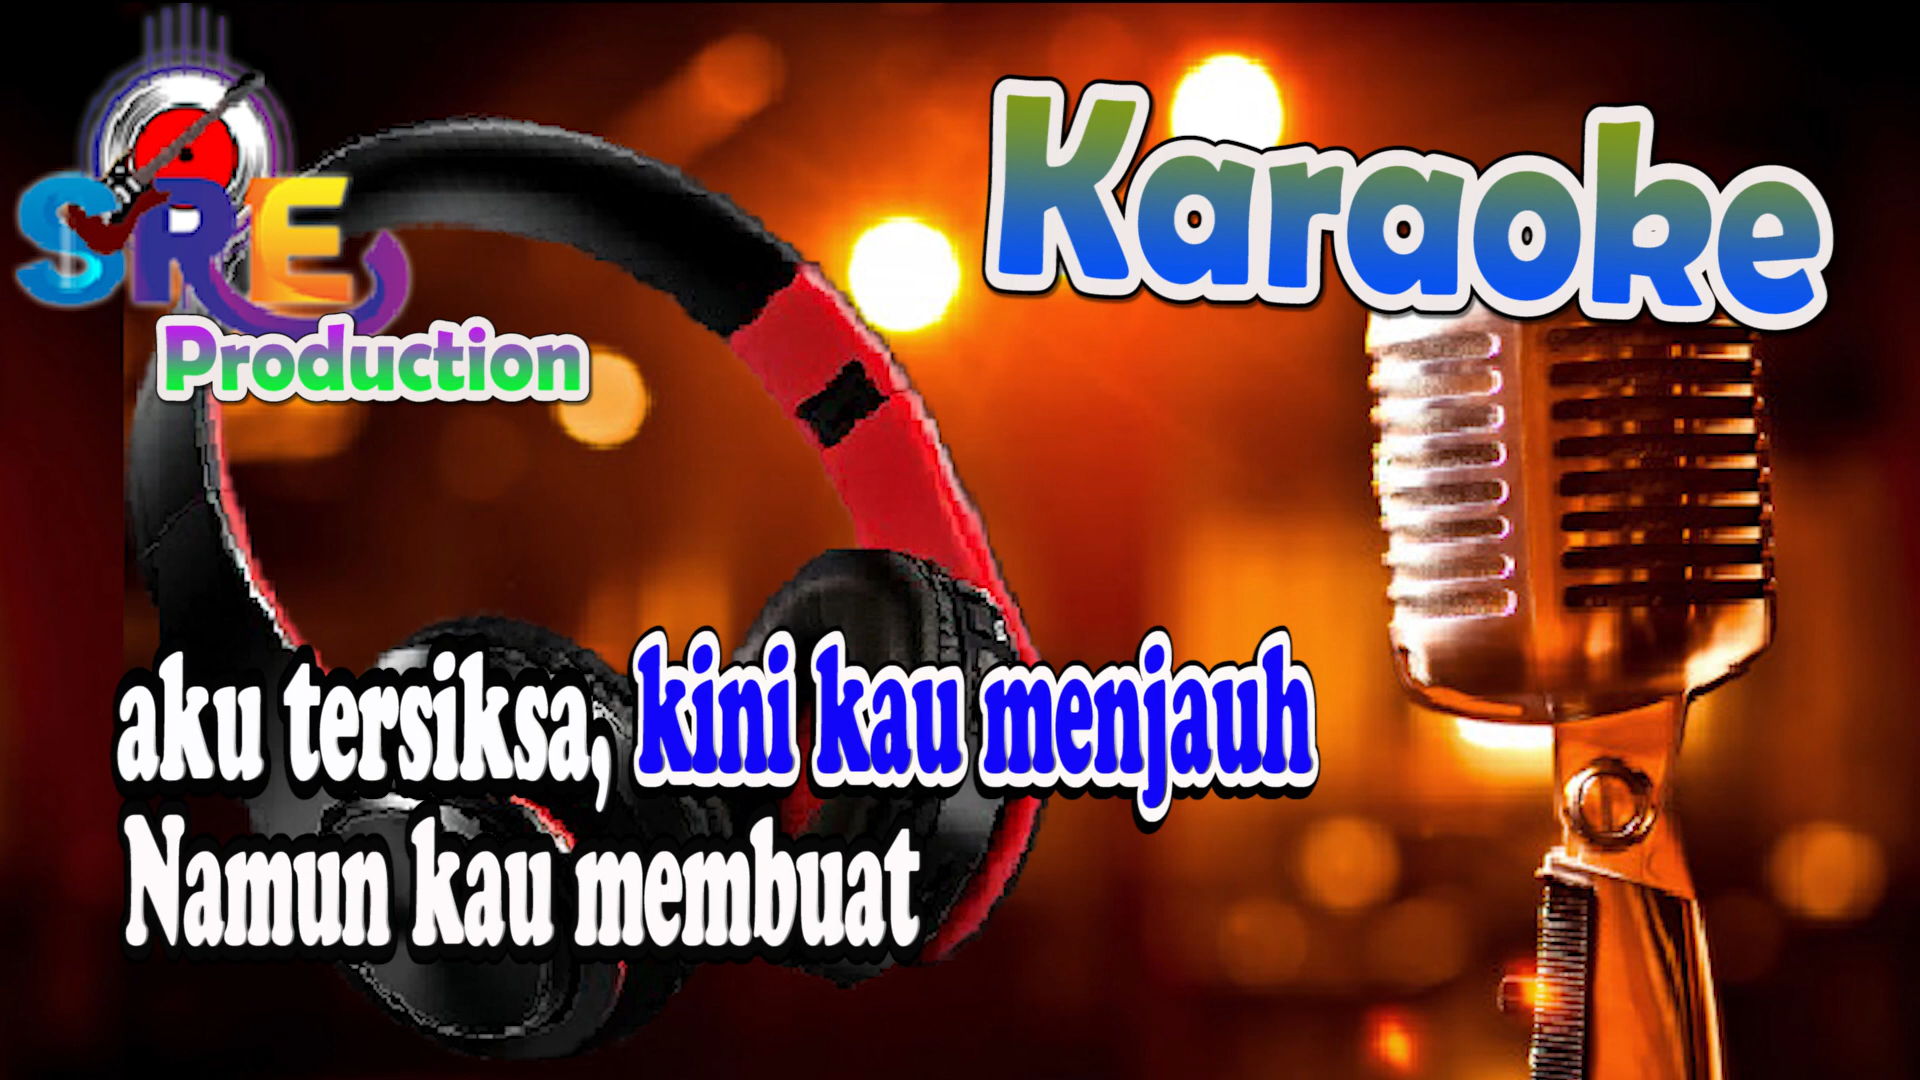 SRE
Production
Karaoke
aku tersiksa, kini kau menjauh
Namun kau membuat